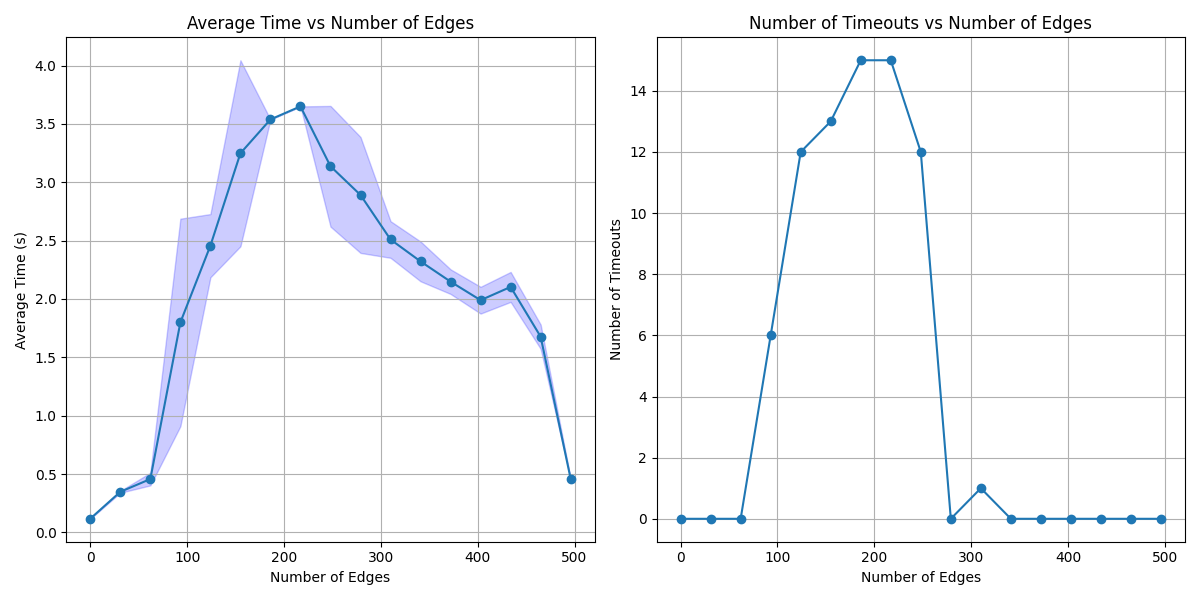 Average Time vs Number of Edges
Average Time (s)
4.0
3.5
3.0
2.5
2.0
1.5
1.0
0.5
0.0
0 100 200 300 400 500
Number of Edges
Number of Timeouts vs Number of Edges
Number of Timeouts
14
12
10
8
6
4
2
0
0 100 200 300 400 500
Number of Edges